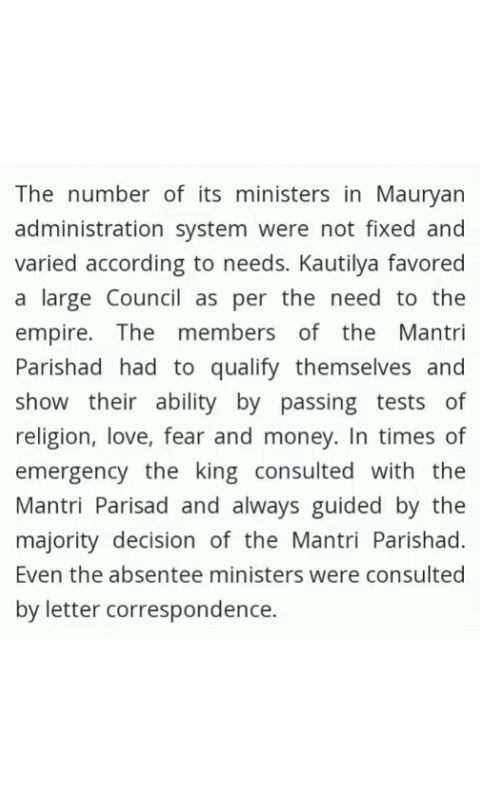 The number of its ministers in Mauryan
administration system were not fixed and
varied according to needs. Kautilya favored
a large Council as per the need to the
empire. The members of the Mantri
Parishad had to qualify themselves and
show their ability by passing tests of
religion, love, fear and money. In times of
emergency the king consulted with the
Mantri Parisad and always guided by the
majority decision of the Mantri Parishad.
Even the absentee ministers were consulted
by letter correspondence.